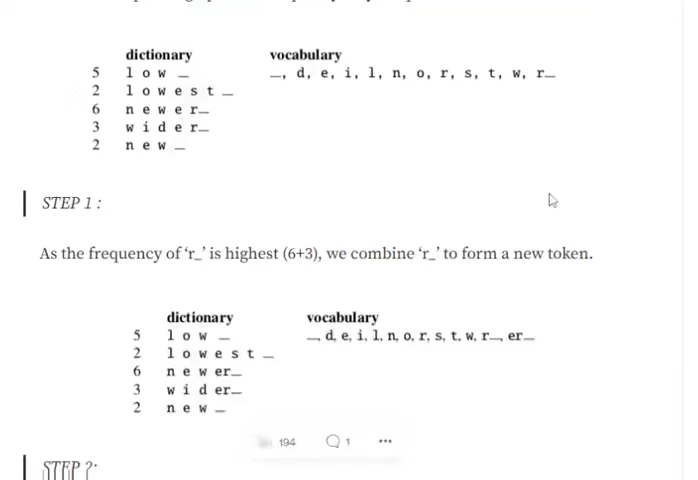 dictionary vocabulary
5 l o w _ _, d, e, i, l, n, o, r, s, t, w, r_
2 l o w e s t _
6 n e w e r_
3 w i d e r_
2 n e w _
STEP 1 :
As the frequency of ‘r_’ is highest (6+3), we combine ‘r_’ to form a new token.
dictionary vocabulary
5 l o w _ _, d, e, i, l, n, o, r, s, t, w, r_, er_
2 l o w e s t _
6 n e w er_
3 w i d er_
2 n e w _
194 1
STEP 2: